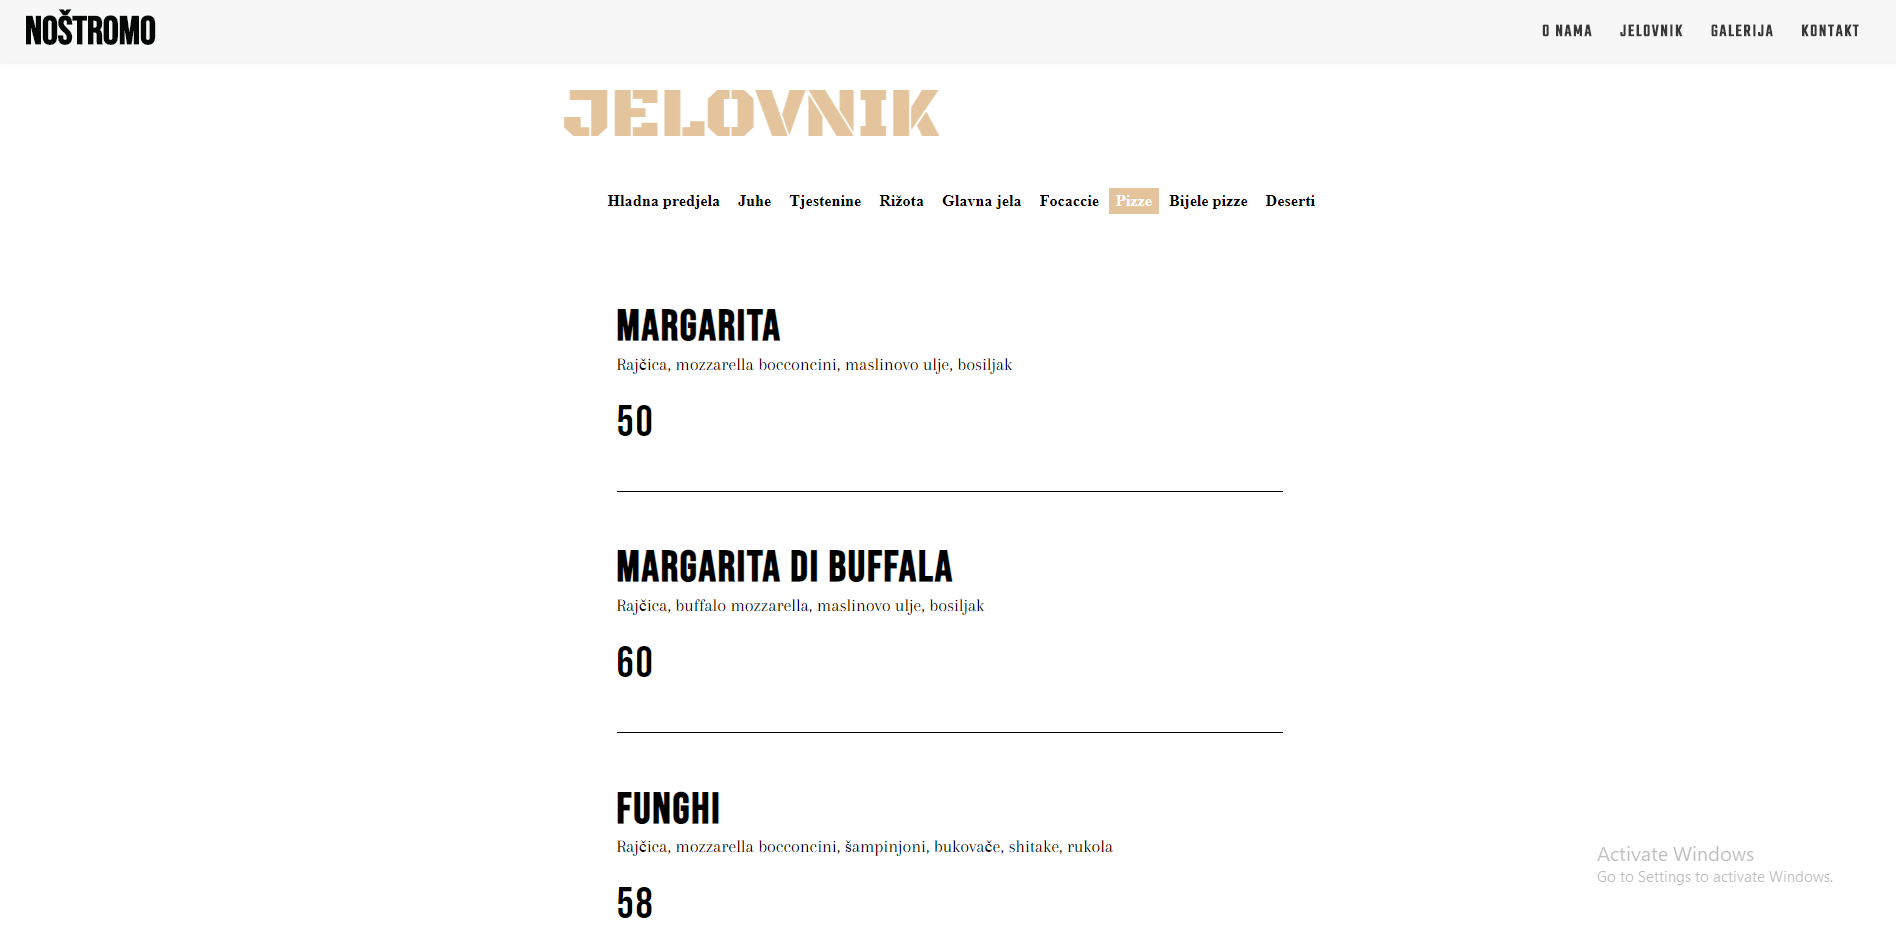 NOŠTROMO
O NAMA JELOVNIK GALERIJA KONTAKT
JELOVNIK
Hladna predjela Juhe Tjestenine Rižota Glavna jela Focaccie Pizze Bijele pizze Deserti
MARGARITA
Rajčica, mozzarella bocconcini, maslinovo ulje, bosiljak
50
MARGARITA DI BUFFALA
Rajčica, buffalo mozzarella, maslinovo ulje, bosiljak
60
FUNGHI
Rajčica, mozzarella bocconcini, šampinjoni, bukovače, shitake, rukola
58
Activate Windows
Go to Settings to activate Windows.